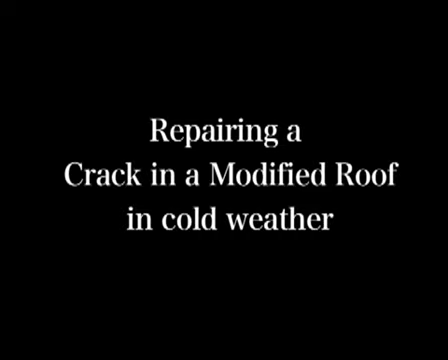 Repairing a
Crack in a Modified Roof
in cold weather